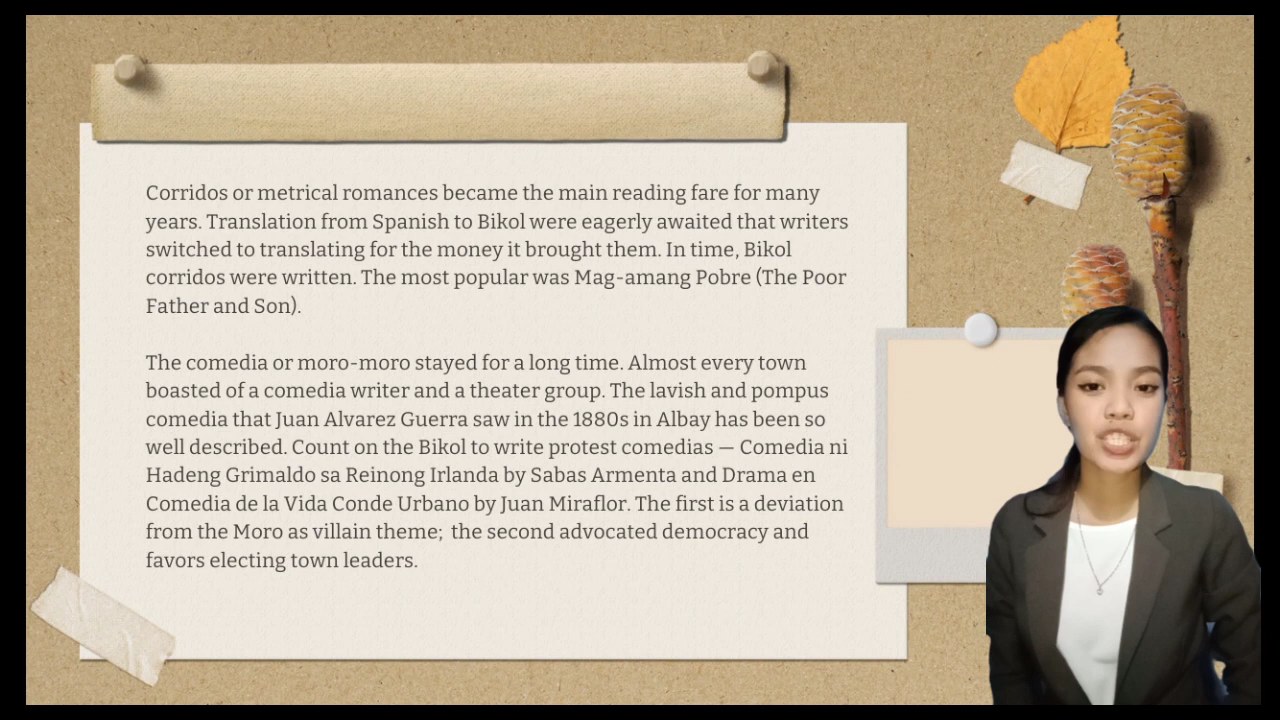 Corridos or metrical romances became the main reading fare for many
years. Translation from Spanish to Bikol were eagerly awaited that writers
switched to translating for the money it brought them. In time, Bikol
corridos were written. The most popular was Mag-amang Pobre (The Poor
Father and Son).
The comedia or moro-moro stayed for a long time. Almost every town
boasted of a comedia writer and a theater group. The lavish and pompus
comedia that Juan Alvarez Guerra saw in the 1880s in Albay has been so
well described. Count on the Bikol to write protest comedias — Comedia ni
Hadeng Grimaldo sa Reinong Irlanda by Sabas Armenta and Drama en
Comedia de la Vida Conde Urbano by Juan Miraflor. The first is a deviation
from the Moro as villain theme;  the second advocated democracy and
favors electing town leaders.